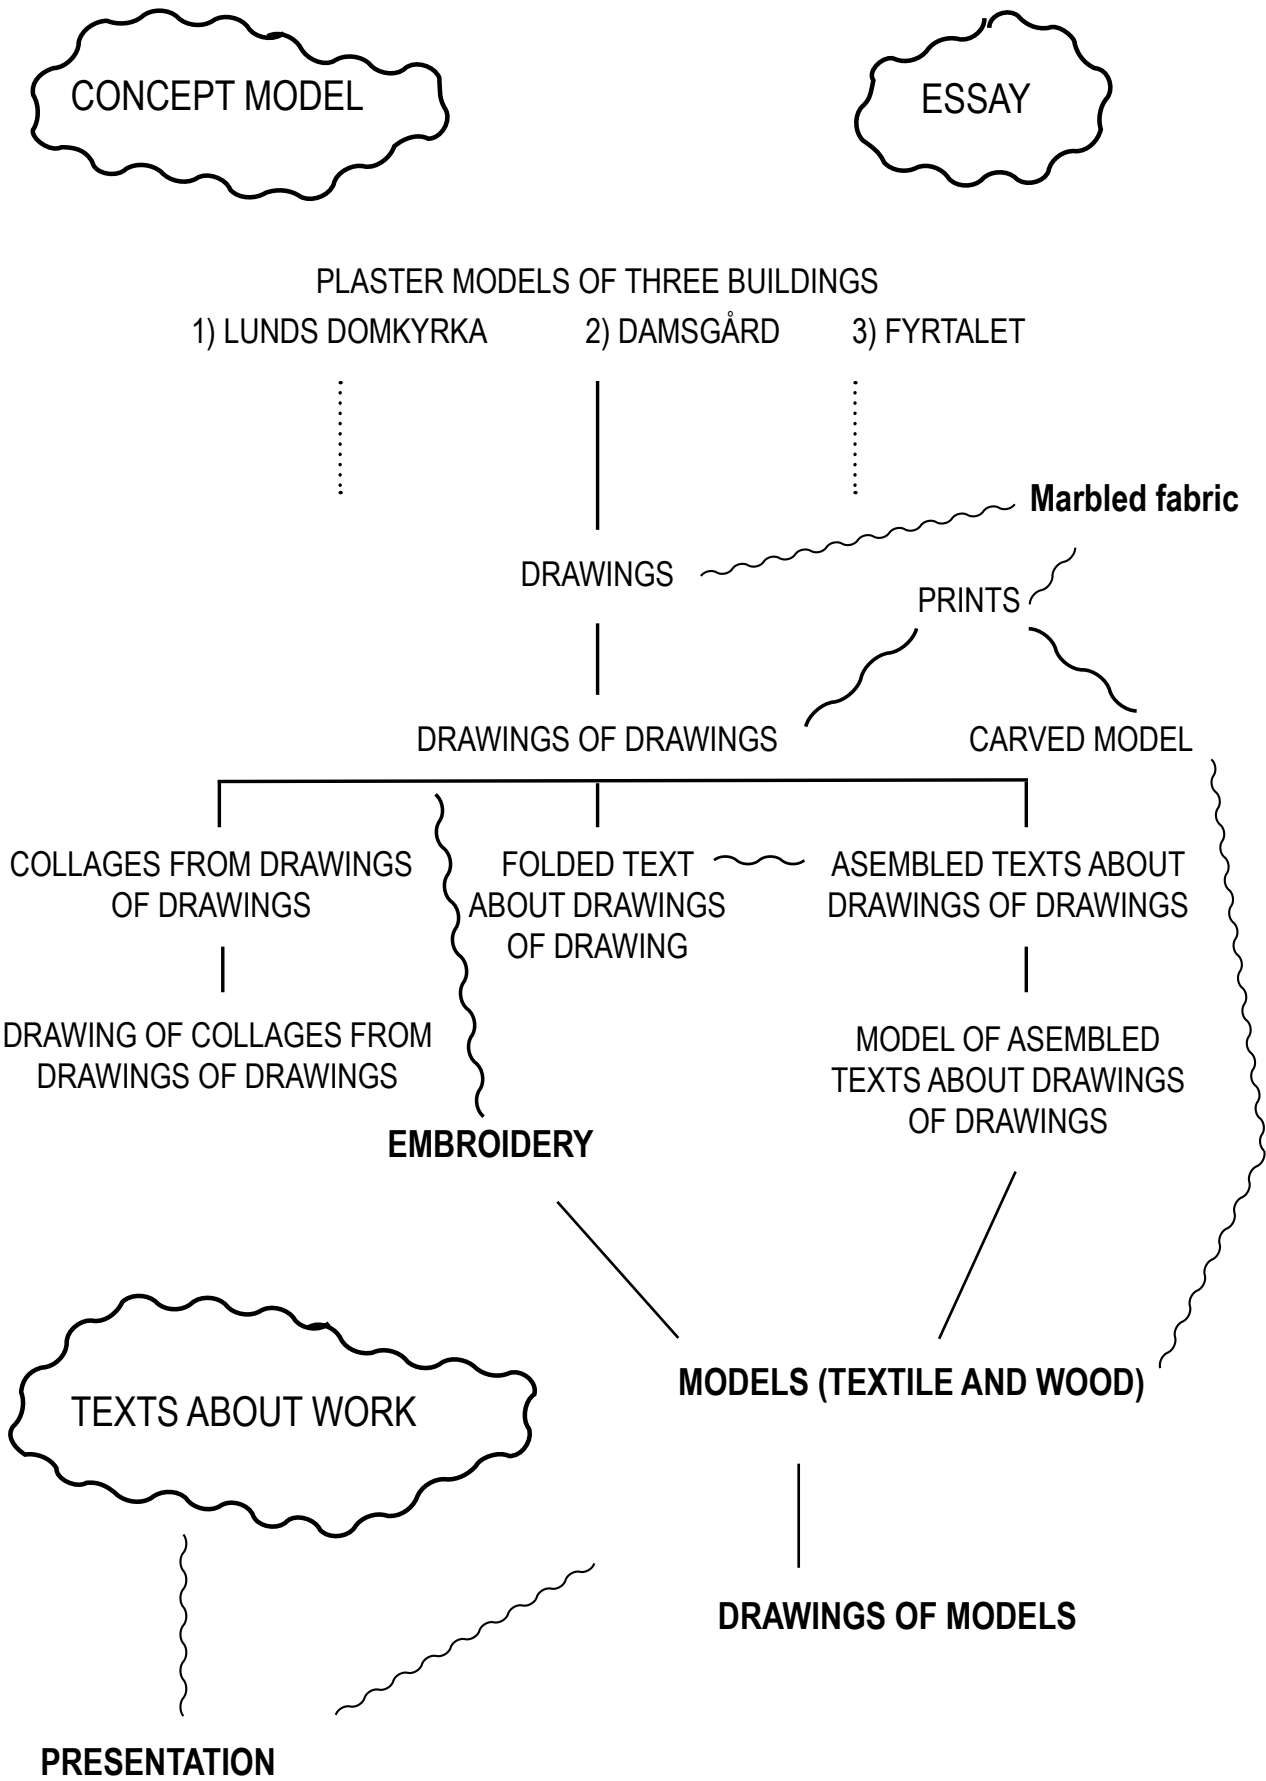 CONCEPT MODEL
ESSAY
PLASTER MODELS OF THREE BUILDINGS
1) LUNDS DOMKYRKA
2) DAMSGÅRD
3) FYRTALET
Marbled fabric
DRAWINGS
PRINTS
DRAWINGS OF DRAWINGS
CARVED MODEL
COLLAGES FROM DRAWINGS
OF DRAWINGS
FOLDED TEXT
ABOUT DRAWINGS
OF DRAWING
ASEMBLED TEXTS ABOUT
DRAWINGS OF DRAWINGS
DRAWING OF COLLAGES FROM
DRAWINGS OF DRAWINGS
MODEL OF ASEMBLED
TEXTS ABOUT DRAWINGS
OF DRAWINGS
EMBROIDERY
MODELS (TEXTILE AND WOOD)
TEXTS ABOUT WORK
DRAWINGS OF MODELS
PRESENTATION